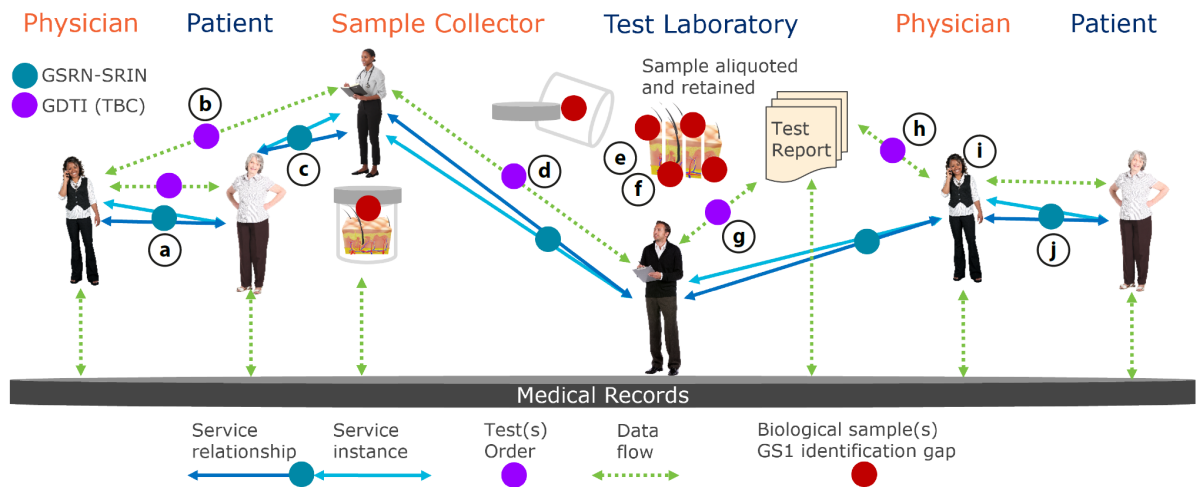 Physician
Patient
Sample Collector
Test Laboratory
Physician
Patient
GSRN-SRIN
GDTI (TBC)
Sample aliquoted
and retained
Test
Report
b
c
a
d
e
f
g
h
i
j
Medical Records
Service
relationship
Service
instance
Test(s)
Order
Data
flow
Biological sample(s)
GS1 identification gap